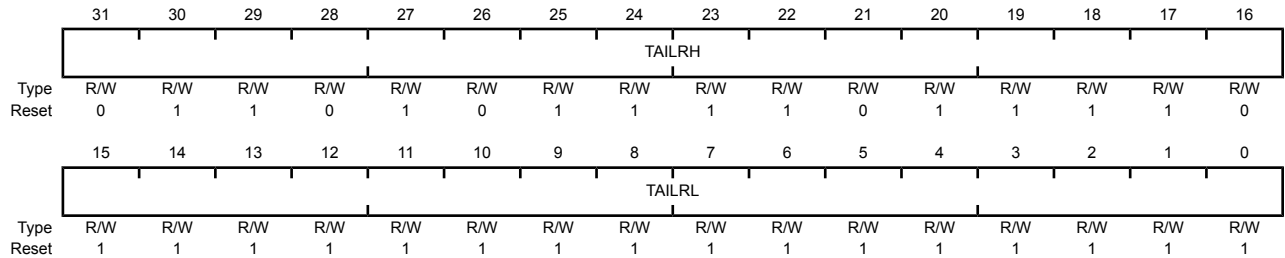 31 30 29 28 27 26 25 24 23 22 21 20 19 18 17 16
TAILRH
Type R/W R/W R/W R/W R/W R/W R/W R/W R/W R/W R/W R/W R/W R/W R/W R/W
Reset 0 1 1 0 1 0 1 1 1 1 0 1 1 1 1 0
15 14 13 12 11 10 9 8 7 6 5 4 3 2 1 0
TAILRL
Type R/W R/W R/W R/W R/W R/W R/W R/W R/W R/W R/W R/W R/W R/W R/W R/W
Reset 1 1 1 1 1 1 1 1 1 1 1 1 1 1 1 1